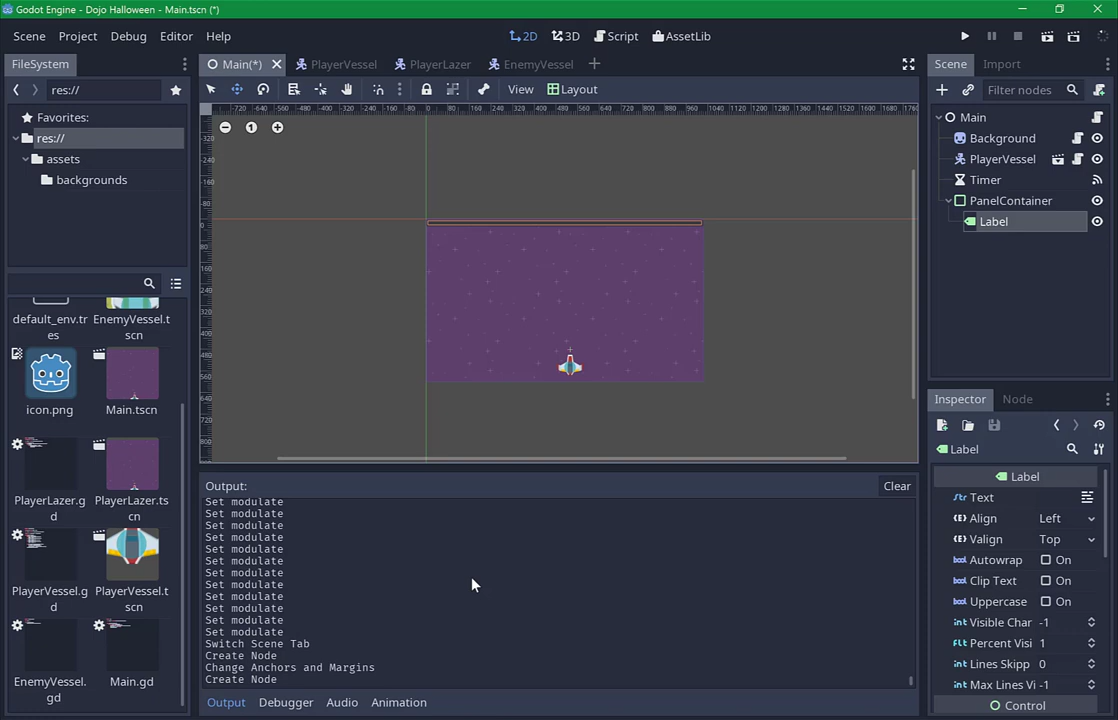 Godot Engine - Dojo Halloween - Main.tscn (*)
Scene Project Debug Editor Help
2D 3D Script AssetLib
FileSystem
Main(*) PlayerVessel PlayerLazer EnemyVessel
Scene Import
res://
View Layout
Filter nodes
Favorites:
res://
assets
backgrounds
Main
Background
PlayerVessel
Timer
PanelContainer
Label
default_env.tres
EnemyVessel.tscn
icon.png
Main.tscn
PlayerLazer.gd
PlayerLazer.tscn
PlayerVessel.gd
PlayerVessel.tscn
EnemyVessel.gd
Main.gd
Output:
Clear
Set modulate
Set modulate
Set modulate
Set modulate
Set modulate
Set modulate
Set modulate
Set modulate
Set modulate
Set modulate
Set modulate
Set modulate
Switch Scene Tab
Create Node
Change Anchors and Margins
Create Node
Output Debugger Audio Animation
Inspector Node
Label
Label
Text
Align Left
Valign Top
Autowrap On
Clip Text On
Uppercase On
Visible Char -1
Percent Visi 1
Lines Skipp 0
Max Lines Vi -1
Control